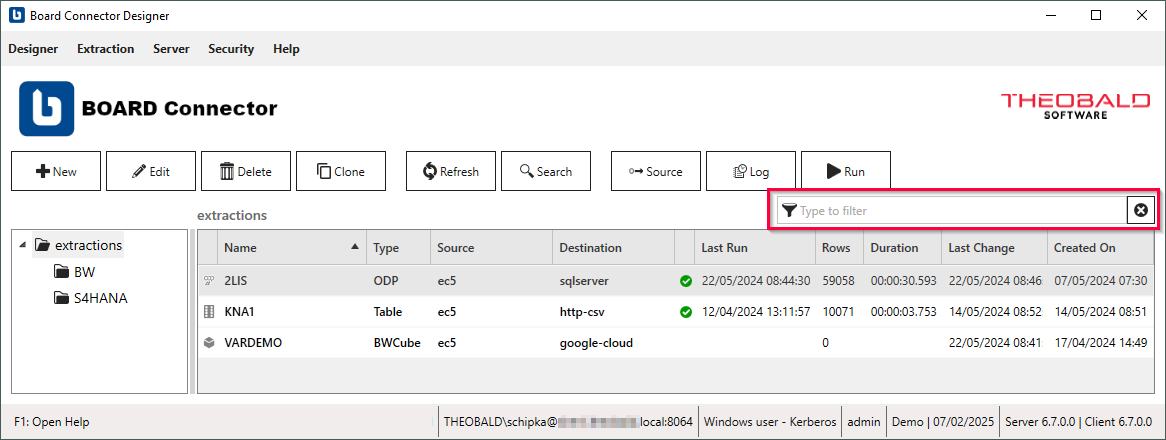 Board Connector Designer
Designer Extraction Server Security Help
BOARD Connector
THEOBALD
SOFTWARE
New Edit Delete Clone Refresh Search Source Log Run
Type to filter
extractions
extractions
BW
S4HANA
Name Type Source Destination Last Run Rows Duration Last Change Created On
2LIS ODP ec5 sqlserver 22/05/2024 08:44:30 59058 00:00:30.593 22/05/2024 08:46: 07/05/2024 07:30
KNA1 Table ec5 http-csv 12/04/2024 13:11:57 10071 00:00:03.753 14/05/2024 08:52: 14/05/2024 08:51
VARDEMO BWCube ec5 google-cloud 0 22/05/2024 08:41: 17/04/2024 14:49
F1: Open Help THEOBALD\schipka@ local:8064 Windows user - Kerberos admin Demo | 07/02/2025 Server 6.7.0.0 | Client 6.7.0.0